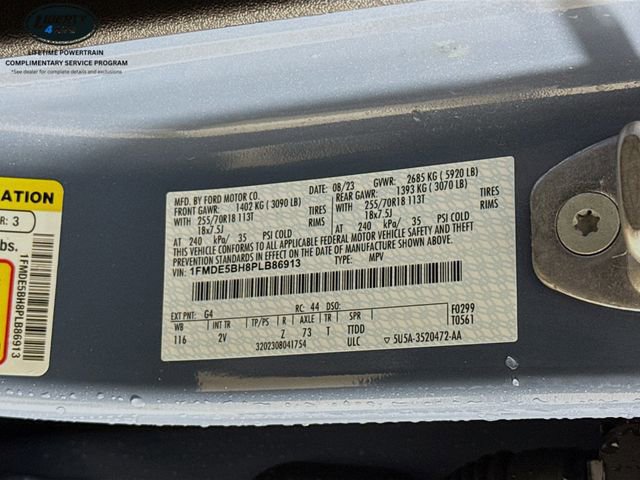 LIBERTY
LIFETIME POWERTRAIN
COMPLIMENTARY SERVICE PROGRAM
*See dealer for complete details and exclusions
MFD. BY FORD MOTOR CO.
DATE: 08/23 GVWR: 2685 KG ( 5920 LB)
FRONT GAWR: 1402 KG ( 3090 LB)
REAR GAWR: 1393 KG ( 3070 LB)
WITH 255/70R18 113T TIRES
WITH 255/70R18 113T TIRES
18x7.5J
18x7.5J
AT 240 kPa/ 35 PSI COLD
AT 240 kPa/ 35 PSI COLD
THIS VEHICLE CONFORMS TO ALL APPLICABLE FEDERAL MOTOR VEHICLE SAFETY AND THEFT PREVENTION
STANDARDS IN EFFECT ON THE DATE OF MANUFACTURE SHOWN ABOVE.
VIN: 1FMDE5BH8PLB86913 TYPE: MPV
EXT PNT: G4 RC: 44 DSO: F0299
WB INT TR TP/PS R AXLE TR SPR T0561
116 2V Z 73 T TTDD
3202308041754 ULC 5U5A-3520472-AA
ATION
R: 3
lbs.
1FMDE5BH8PLB86913